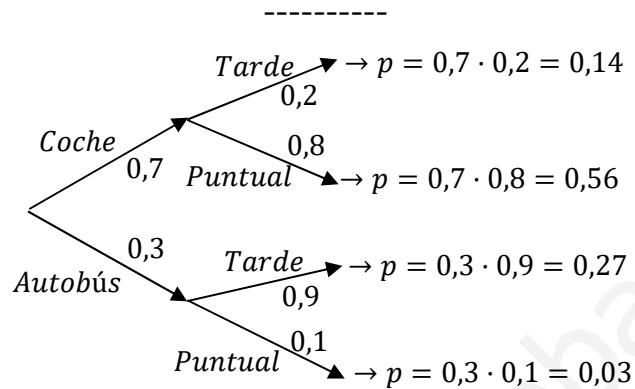 ----------
Tarde → p = 0,7 · 0,2 = 0,14
0,2
Coche
0,7
0,8
Puntual → p = 0,7 · 0,8 = 0,56
0,3
Autobús
Tarde → p = 0,3 · 0,9 = 0,27
0,9
0,1
Puntual → p = 0,3 · 0,1 = 0,03